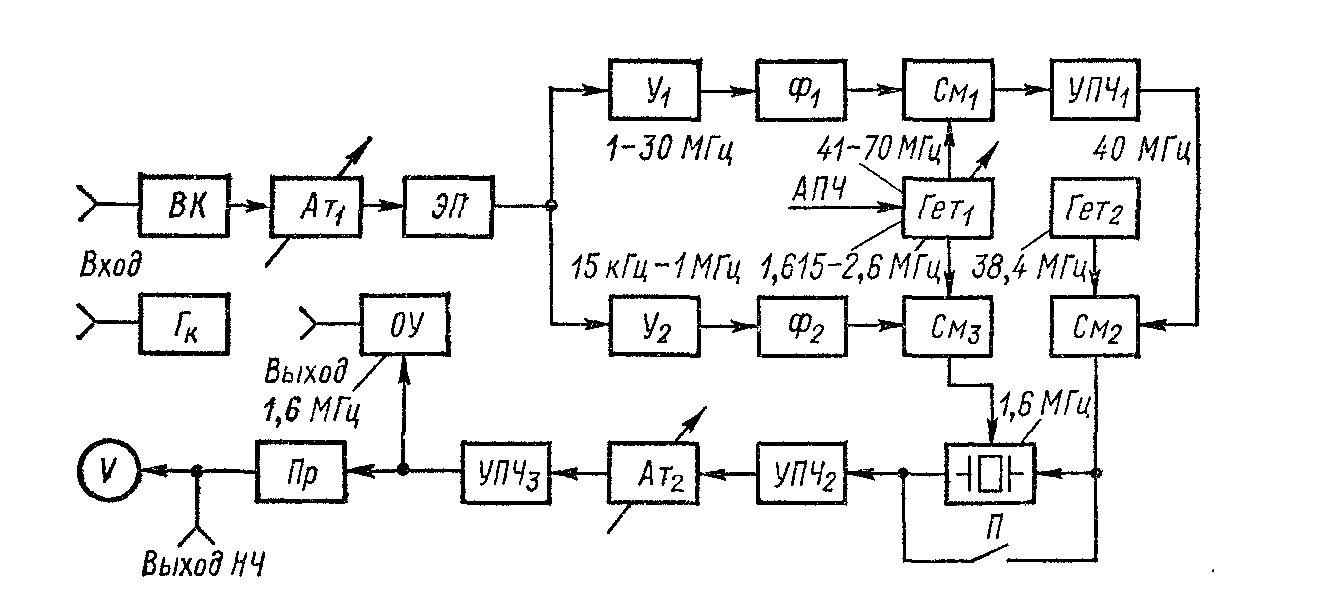 У₁ Ф₁ См₁ УПЧ₁
1–30 МГц 41–70 МГц 40 МГц
ВК Ат₁ ЭП АПЧ Гет₁ Гет₂
Вход 15 кГц–1 МГц 1,615–2,6 МГц 38,4 МГц
Гк ОУ У₂ Ф₂ См₃ См₂
Выход
1,6 МГц 1,6 МГц
V Пр УПЧ₃ Ат₂ УПЧ₂
П
Выход НЧ